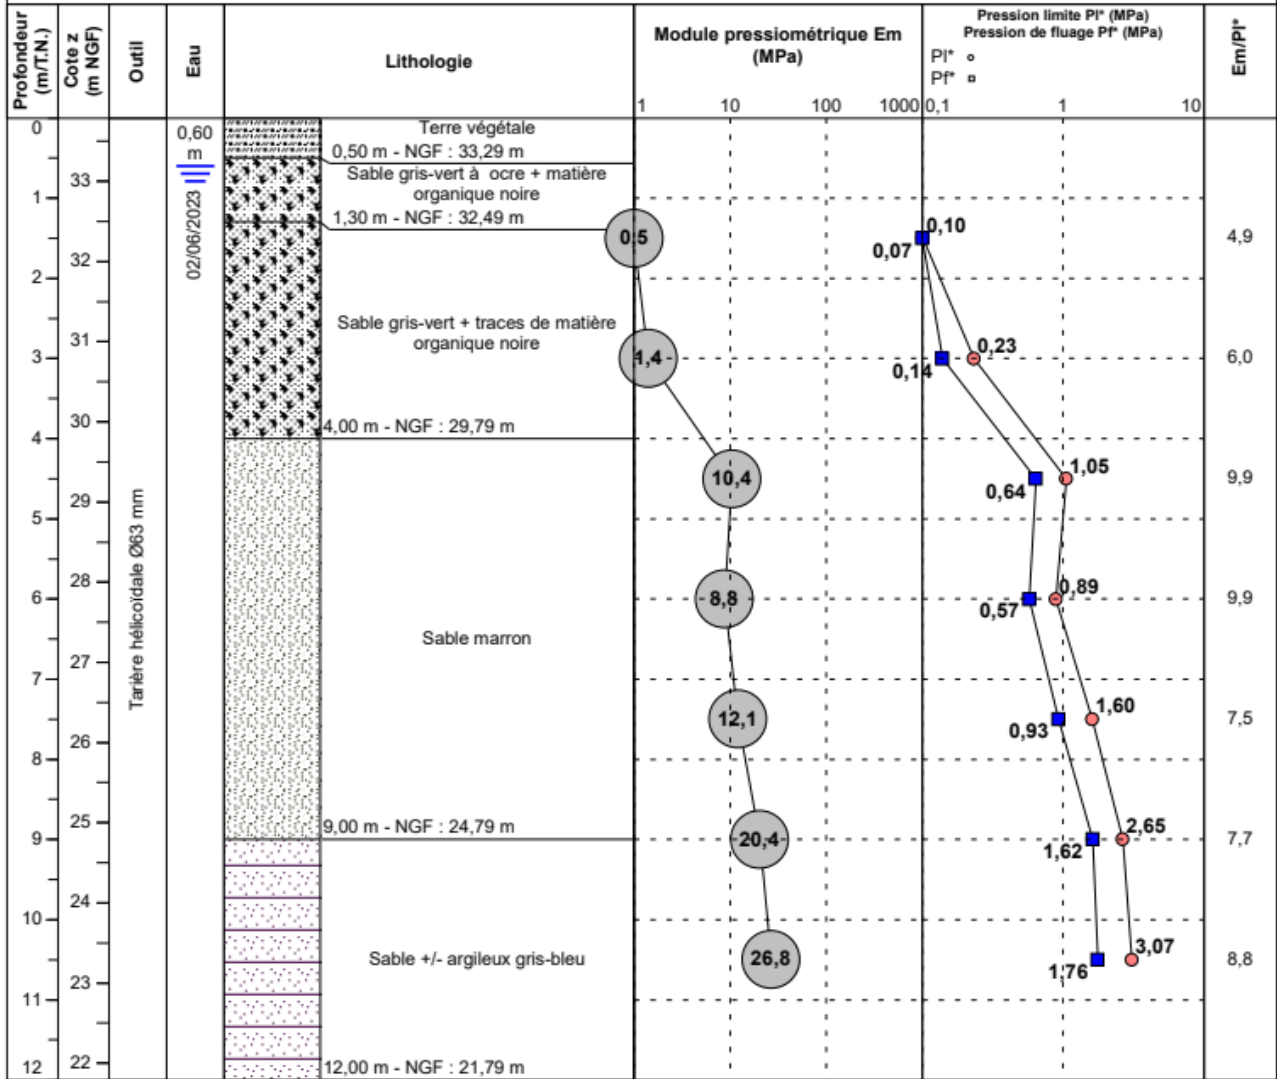 Profondeur
(m/T.N.)
Cote z
(m NGF)
Outil
Eau
Lithologie
Module pressiométrique Em
(MPa)
1 10 100 1000
Pression limite Pl* (MPa)
Pression de fluage Pf* (MPa)
Pl*
Pf*
0,1 1 10
Em/Pl*
0
1
2
3
4
5
6
7
8
9
10
11
12
33
32
31
30
29
28
27
26
25
24
23
22
Tarière hélicoïdale Ø63 mm
0,60
m
02/06/2023
Terre végétale
0,50 m - NGF : 33,29 m
Sable gris-vert à ocre + matière
organique noire
1,30 m - NGF : 32,49 m
Sable gris-vert + traces de matière
organique noire
4,00 m - NGF : 29,79 m
Sable marron
9,00 m - NGF : 24,79 m
Sable +/- argileux gris-bleu
12,00 m - NGF : 21,79 m
0,5
1,4
10,4
8,8
12,1
20,4
26,8
0,10
0,07
0,23
0,14
1,05
0,64
0,89
0,57
1,60
0,93
2,65
1,62
3,07
1,76
4,9
6,0
9,9
9,9
7,5
7,7
8,8